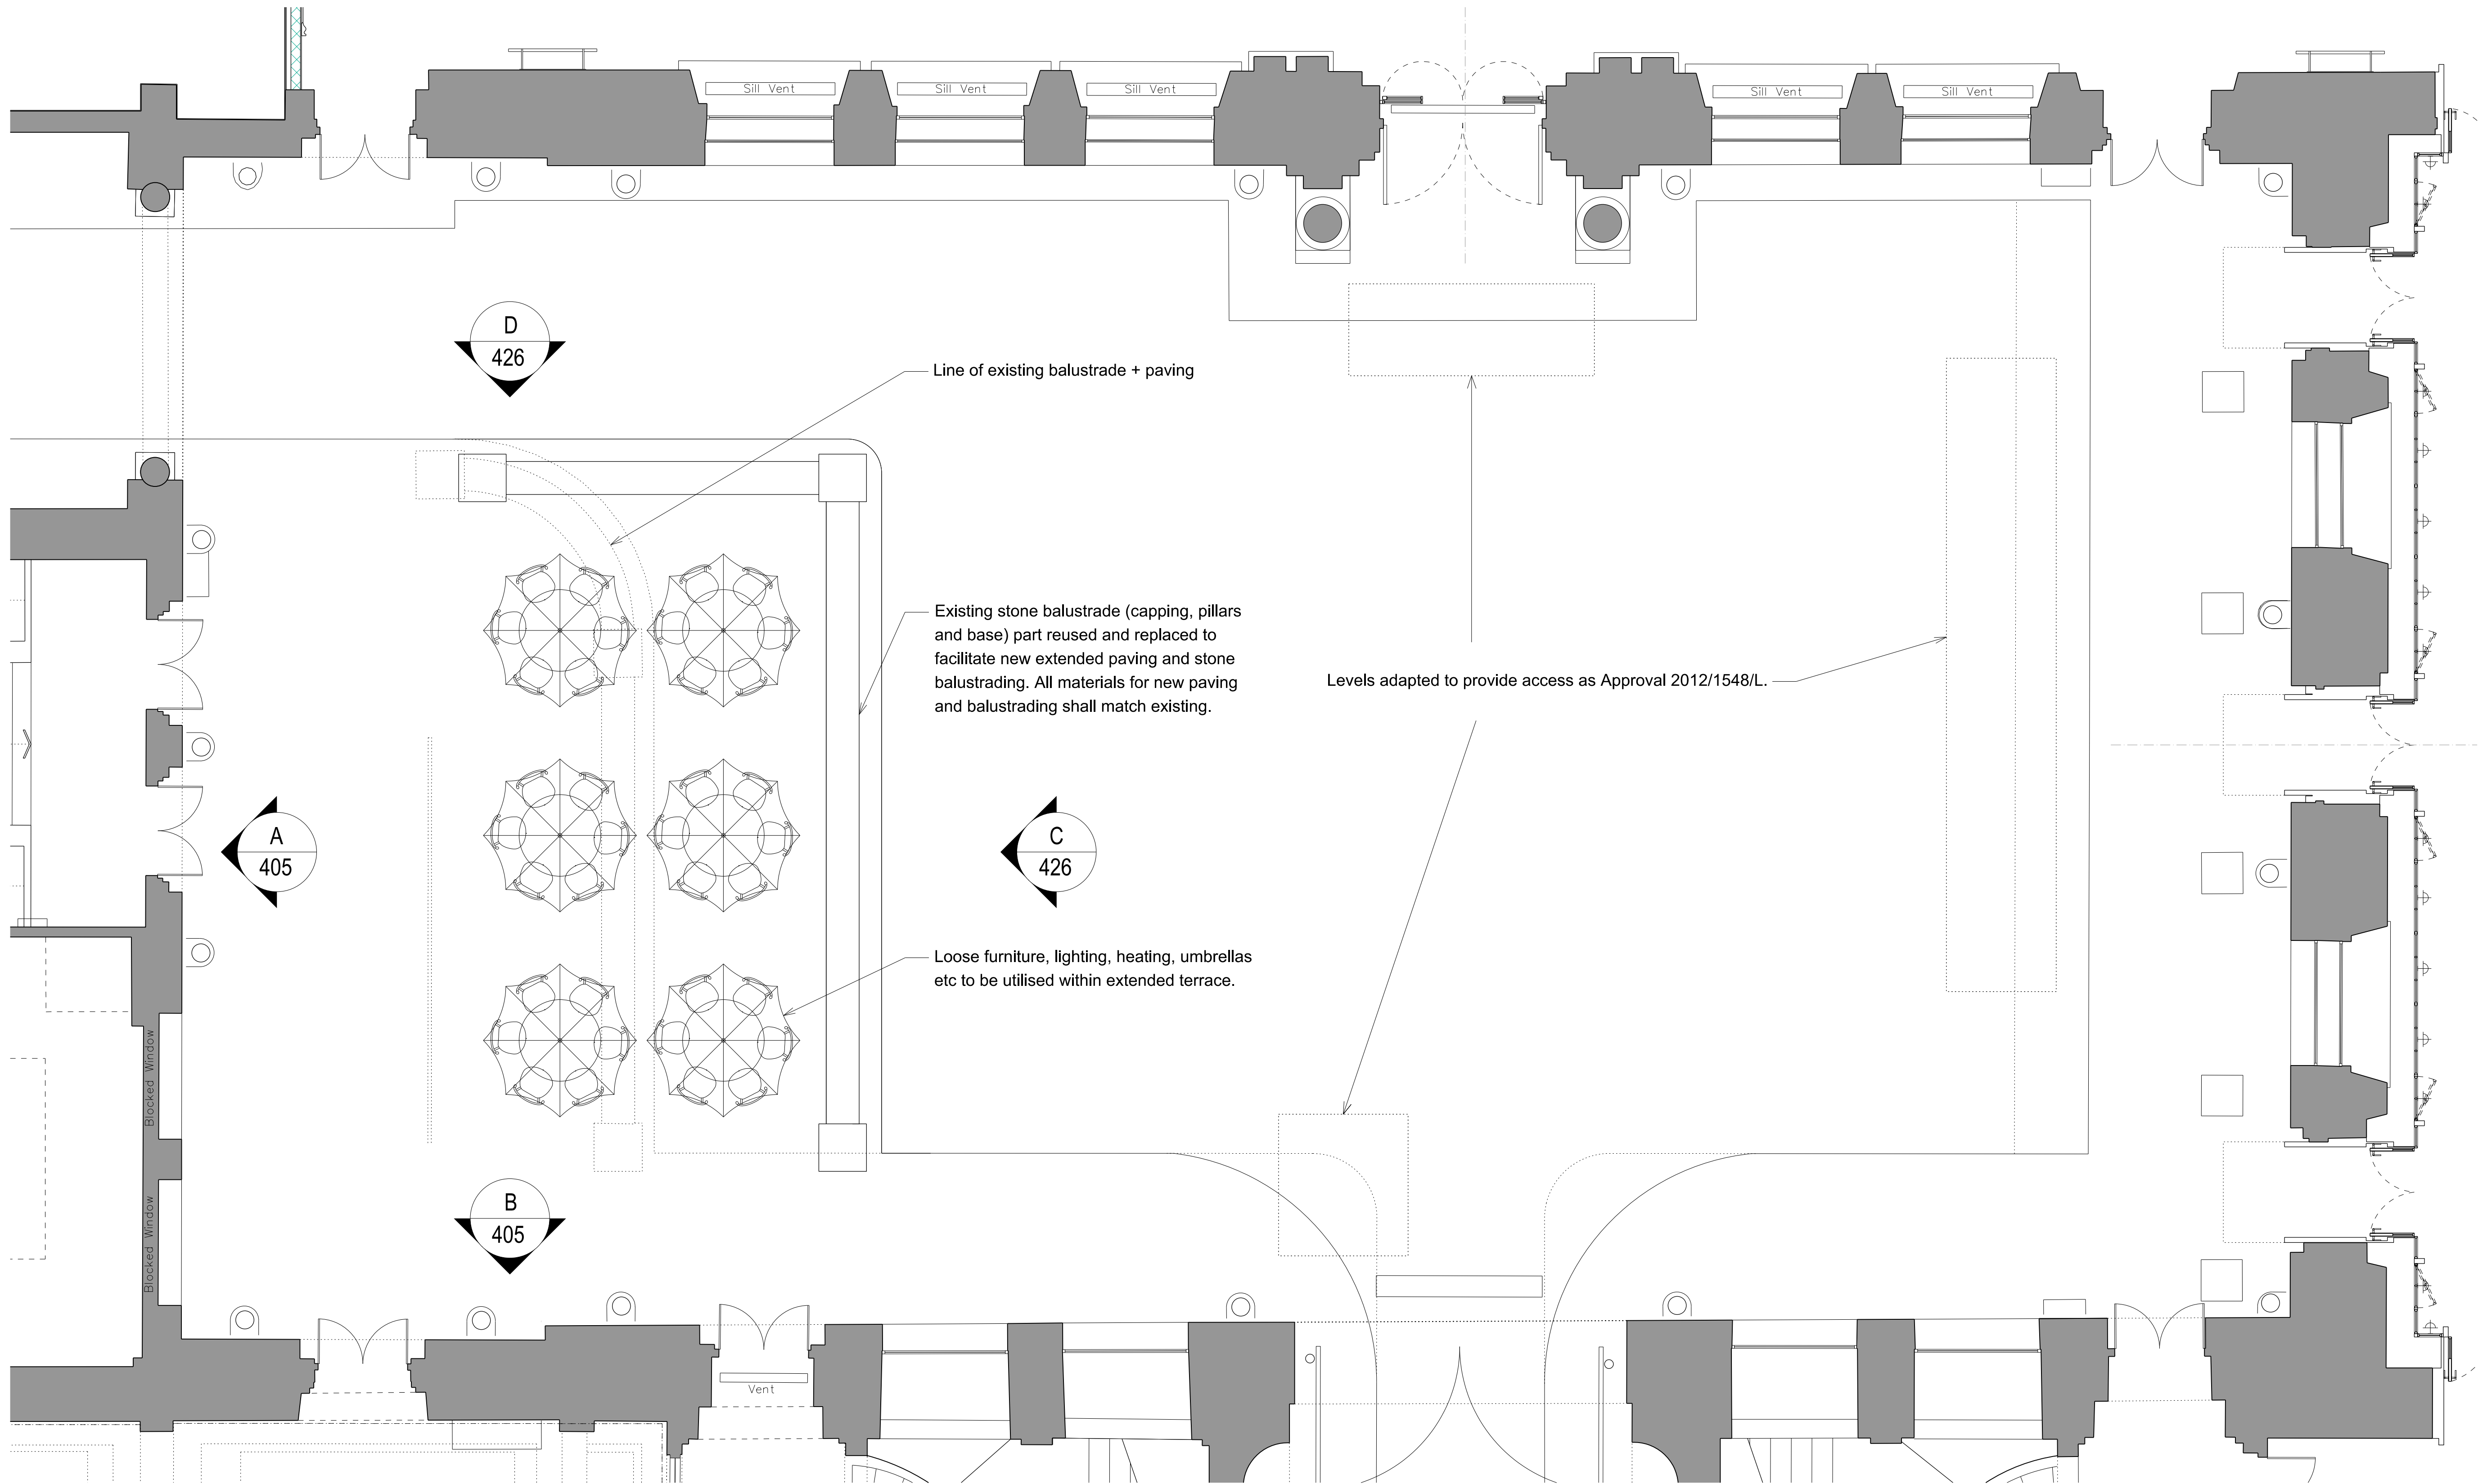 Sill Vent
Sill Vent
Sill Vent
Sill Vent
Sill Vent
D
426
Line of existing balustrade + paving
Existing stone balustrade (capping, pillars
and base) part reused and replaced to
facilitate new extended paving and stone
balustrading. All materials for new paving
and balustrading shall match existing.
Levels adapted to provide access as Approval 2012/1548/L.
A
405
C
426
Loose furniture, lighting, heating, umbrellas
etc to be utilised within extended terrace.
Blocked Window
Blocked Window
B
405
Vent